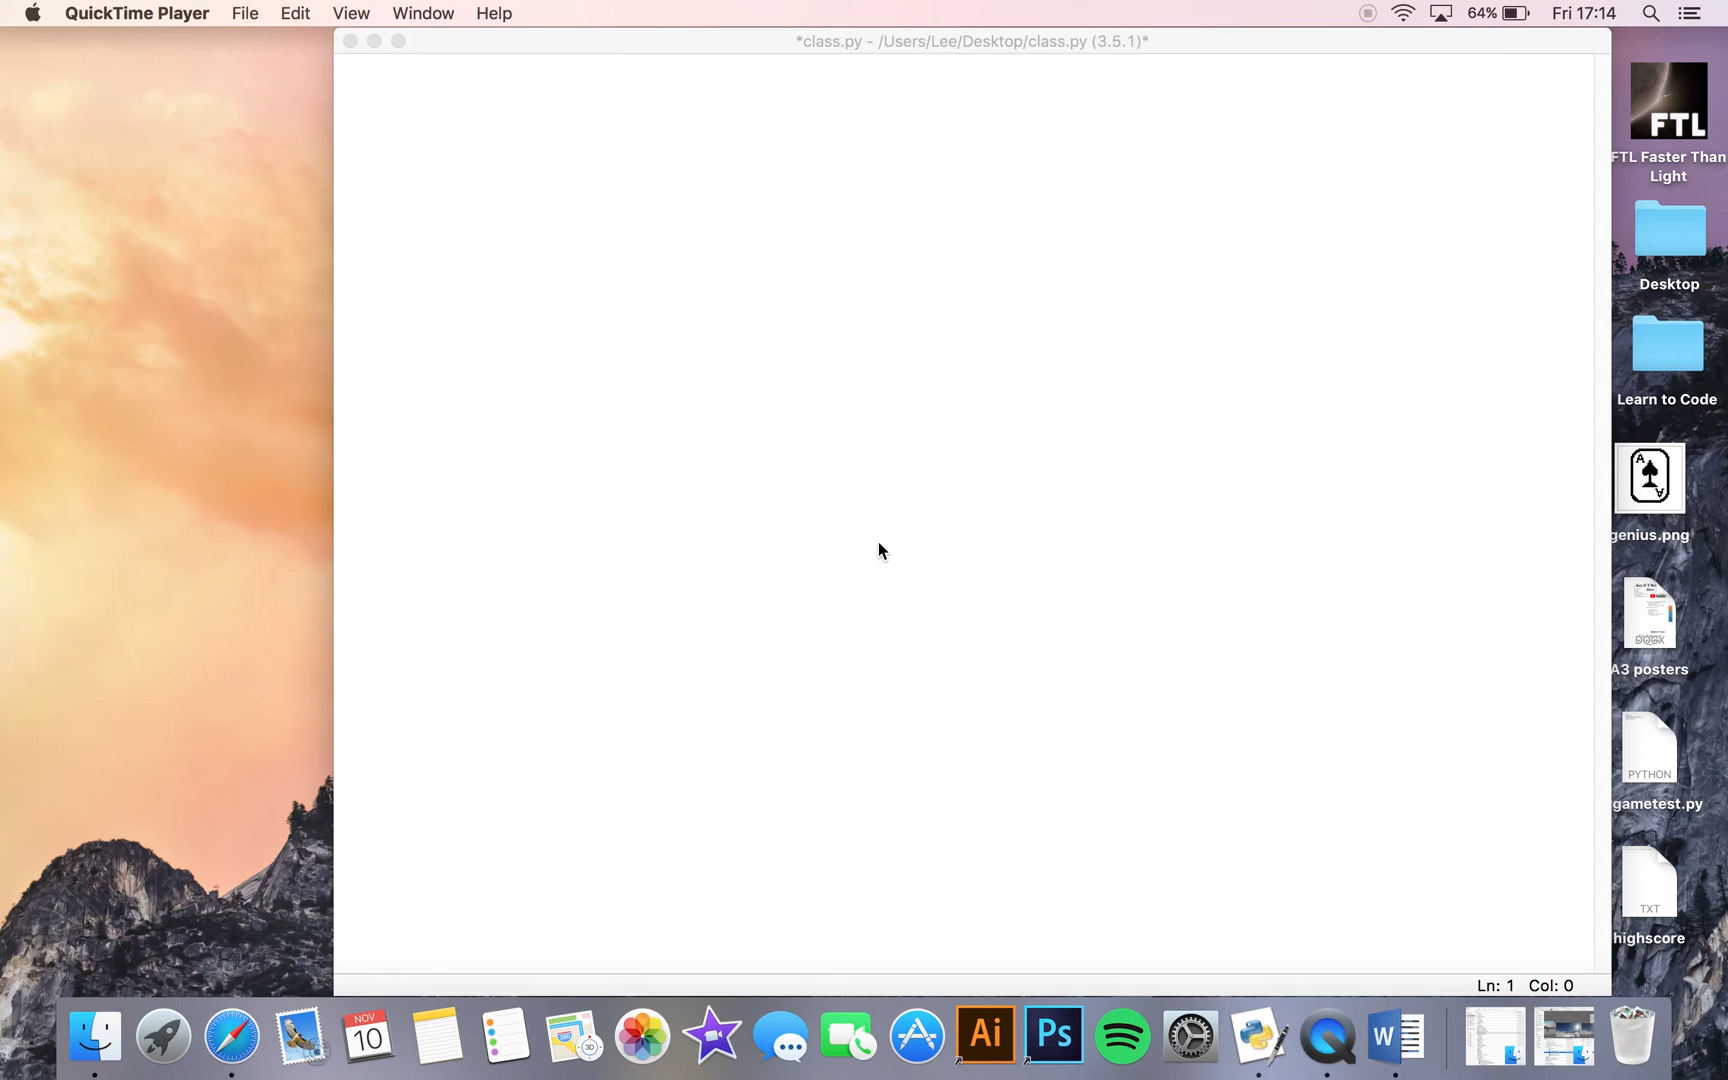 QuickTime Player File Edit View Window Help 64% Fri 17:14
*class.py - /Users/Lee/Desktop/class.py (3.5.1)*
FTL
FTL Faster Than
Light
Desktop
Learn to Code
A
A
genius.png
DOCX
A3 posters
PYTHON
gametest.py
TXT
highscore
Ln: 1 Col: 0
NOV
10
3D
Ai
Ps
W